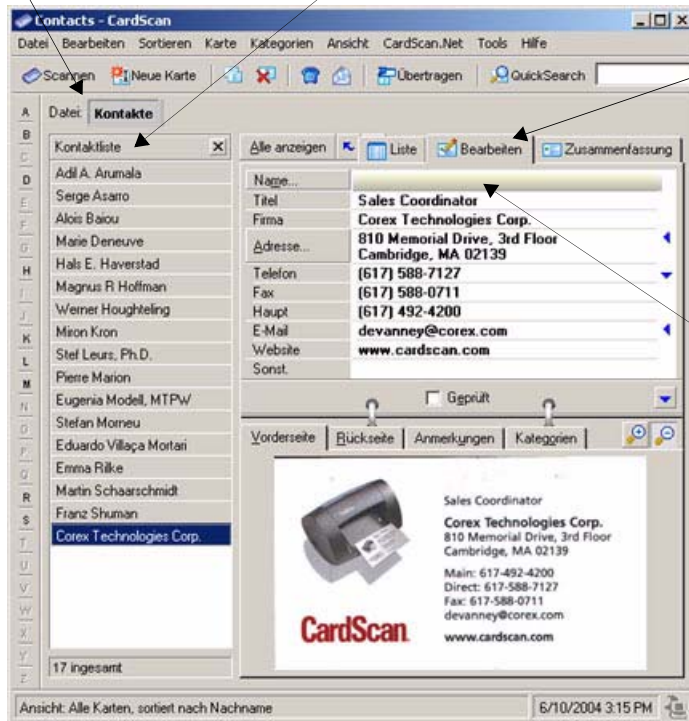 Contacts - CardScan
Datei Bearbeiten Sortieren Karte Kategorien Ansicht CardScan.Net Tools Hilfe
Scannen Neue Karte Übertragen QuickSearch
A
B
C
D
E
F
G
H
I
J
K
L
M
N
O
P
Q
R
S
T
U
V
W
X
Y
Z
Datei: Kontakte
Kontaktliste
Adil A. Arumala
Serge Asarro
Alois Baiou
Marie Deneuve
Hals E. Haverstad
Magnus R Hoffman
Werner Houghteling
Miron Kron
Stef Leurs, Ph.D.
Pierre Marion
Eugenia Modell, MTPW
Stefan Morneu
Eduardo Villaça Mortari
Emma Rilke
Martin Schaarschmidt
Franz Shuman
Corex Technologies Corp.
17 ingesamt
Alle anzeigen Liste Bearbeiten Zusammenfassung
Name...
Titel Sales Coordinator
Firma Corex Technologies Corp.
Adresse... 810 Memorial Drive, 3rd Floor
Cambridge, MA 02139
Telefon (617) 588-7127
Fax (617) 588-0711
Haupt (617) 492-4200
E-Mail devanney@corex.com
Website www.cardscan.com
Sonst.
Geprüft
Vorderseite Rückseite Anmerkungen Kategorien
Sales Coordinator
Corex Technologies Corp.
810 Memorial Drive, 3rd Floor
Cambridge, MA 02139
Main: 617-492-4200
Direct: 617-588-7127
Fax: 617-588-0711
devanney@corex.com
www.cardscan.com
CardScan
Ansicht: Alle Karten, sortiert nach Nachname 6/10/2004 3:15 PM